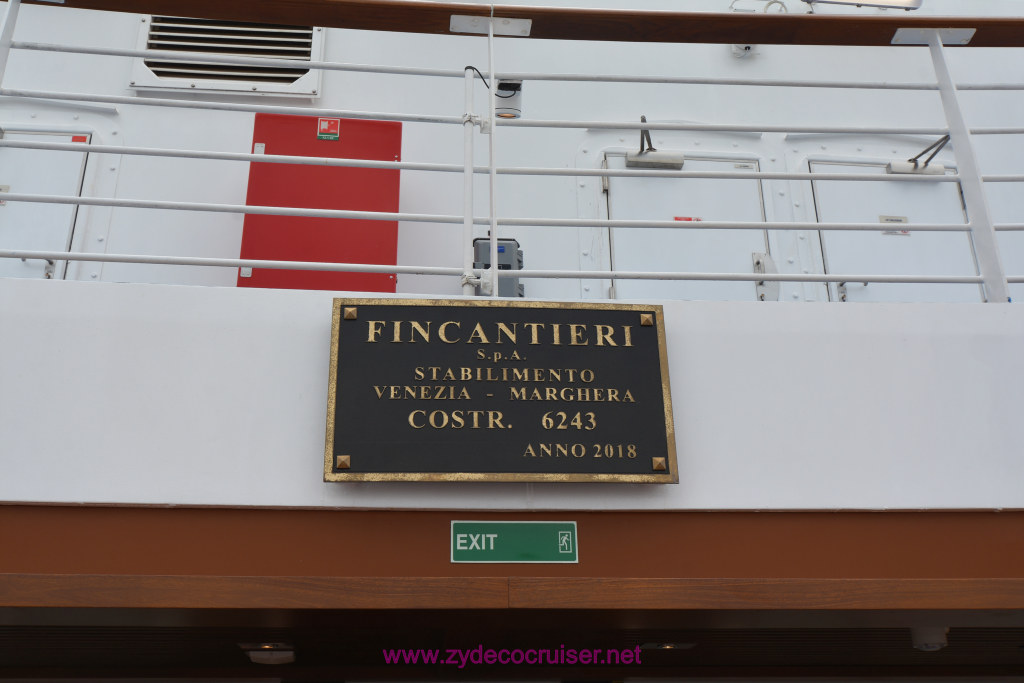 FINCANTIERI
S.p.A.
STABILIMENTO
VENEZIA - MARGHERA
COSTR. 6243
ANNO 2018
EXIT
www.zydecocruiser.net